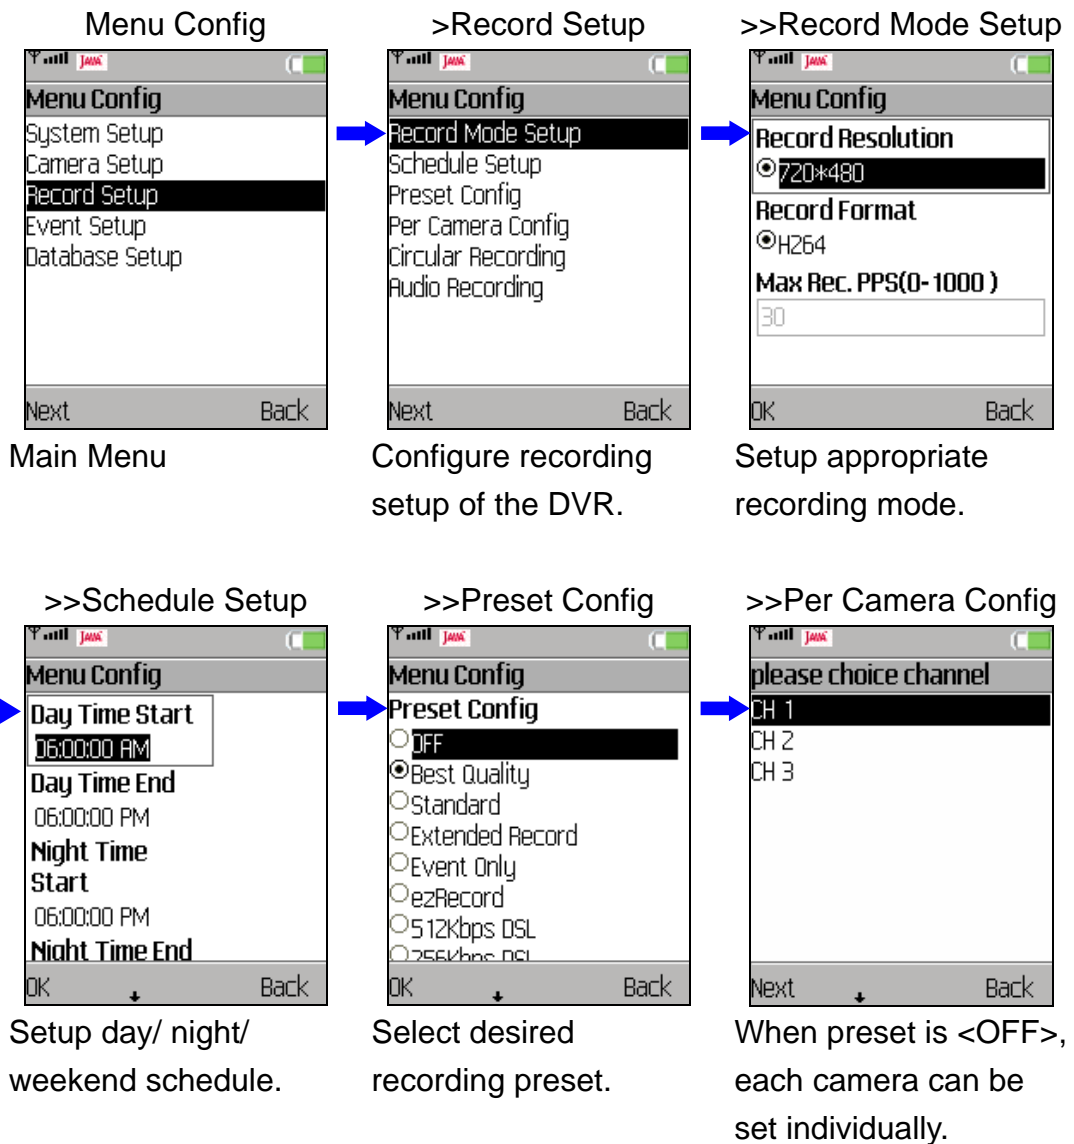 Menu Config
JAVA
Menu Config
System Setup
Camera Setup
Record Setup
Event Setup
Database Setup
Next Back
Main Menu
>Record Setup
JAVA
Menu Config
Record Mode Setup
Schedule Setup
Preset Config
Per Camera Config
Circular Recording
Audio Recording
Next Back
Configure recording
setup of the DVR.
>>Record Mode Setup
JAVA
Menu Config
Record Resolution
720*480
Record Format
H264
Max Rec. PPS(0-1000 )
30
OK Back
Setup appropriate
recording mode.
>>Schedule Setup
JAVA
Menu Config
Day Time Start
06:00:00 AM
Day Time End
06:00:00 PM
Night Time
Start
06:00:00 PM
Night Time End
OK Back
Setup day/ night/
weekend schedule.
>>Preset Config
JAVA
Menu Config
Preset Config
OFF
Best Quality
Standard
Extended Record
Event Only
ezRecord
512Kbps DSL
256Kbps DSL
OK Back
Select desired
recording preset.
>>Per Camera Config
JAVA
please choice channel
CH 1
CH 2
CH 3
Next Back
When preset is <OFF>,
each camera can be
set individually.